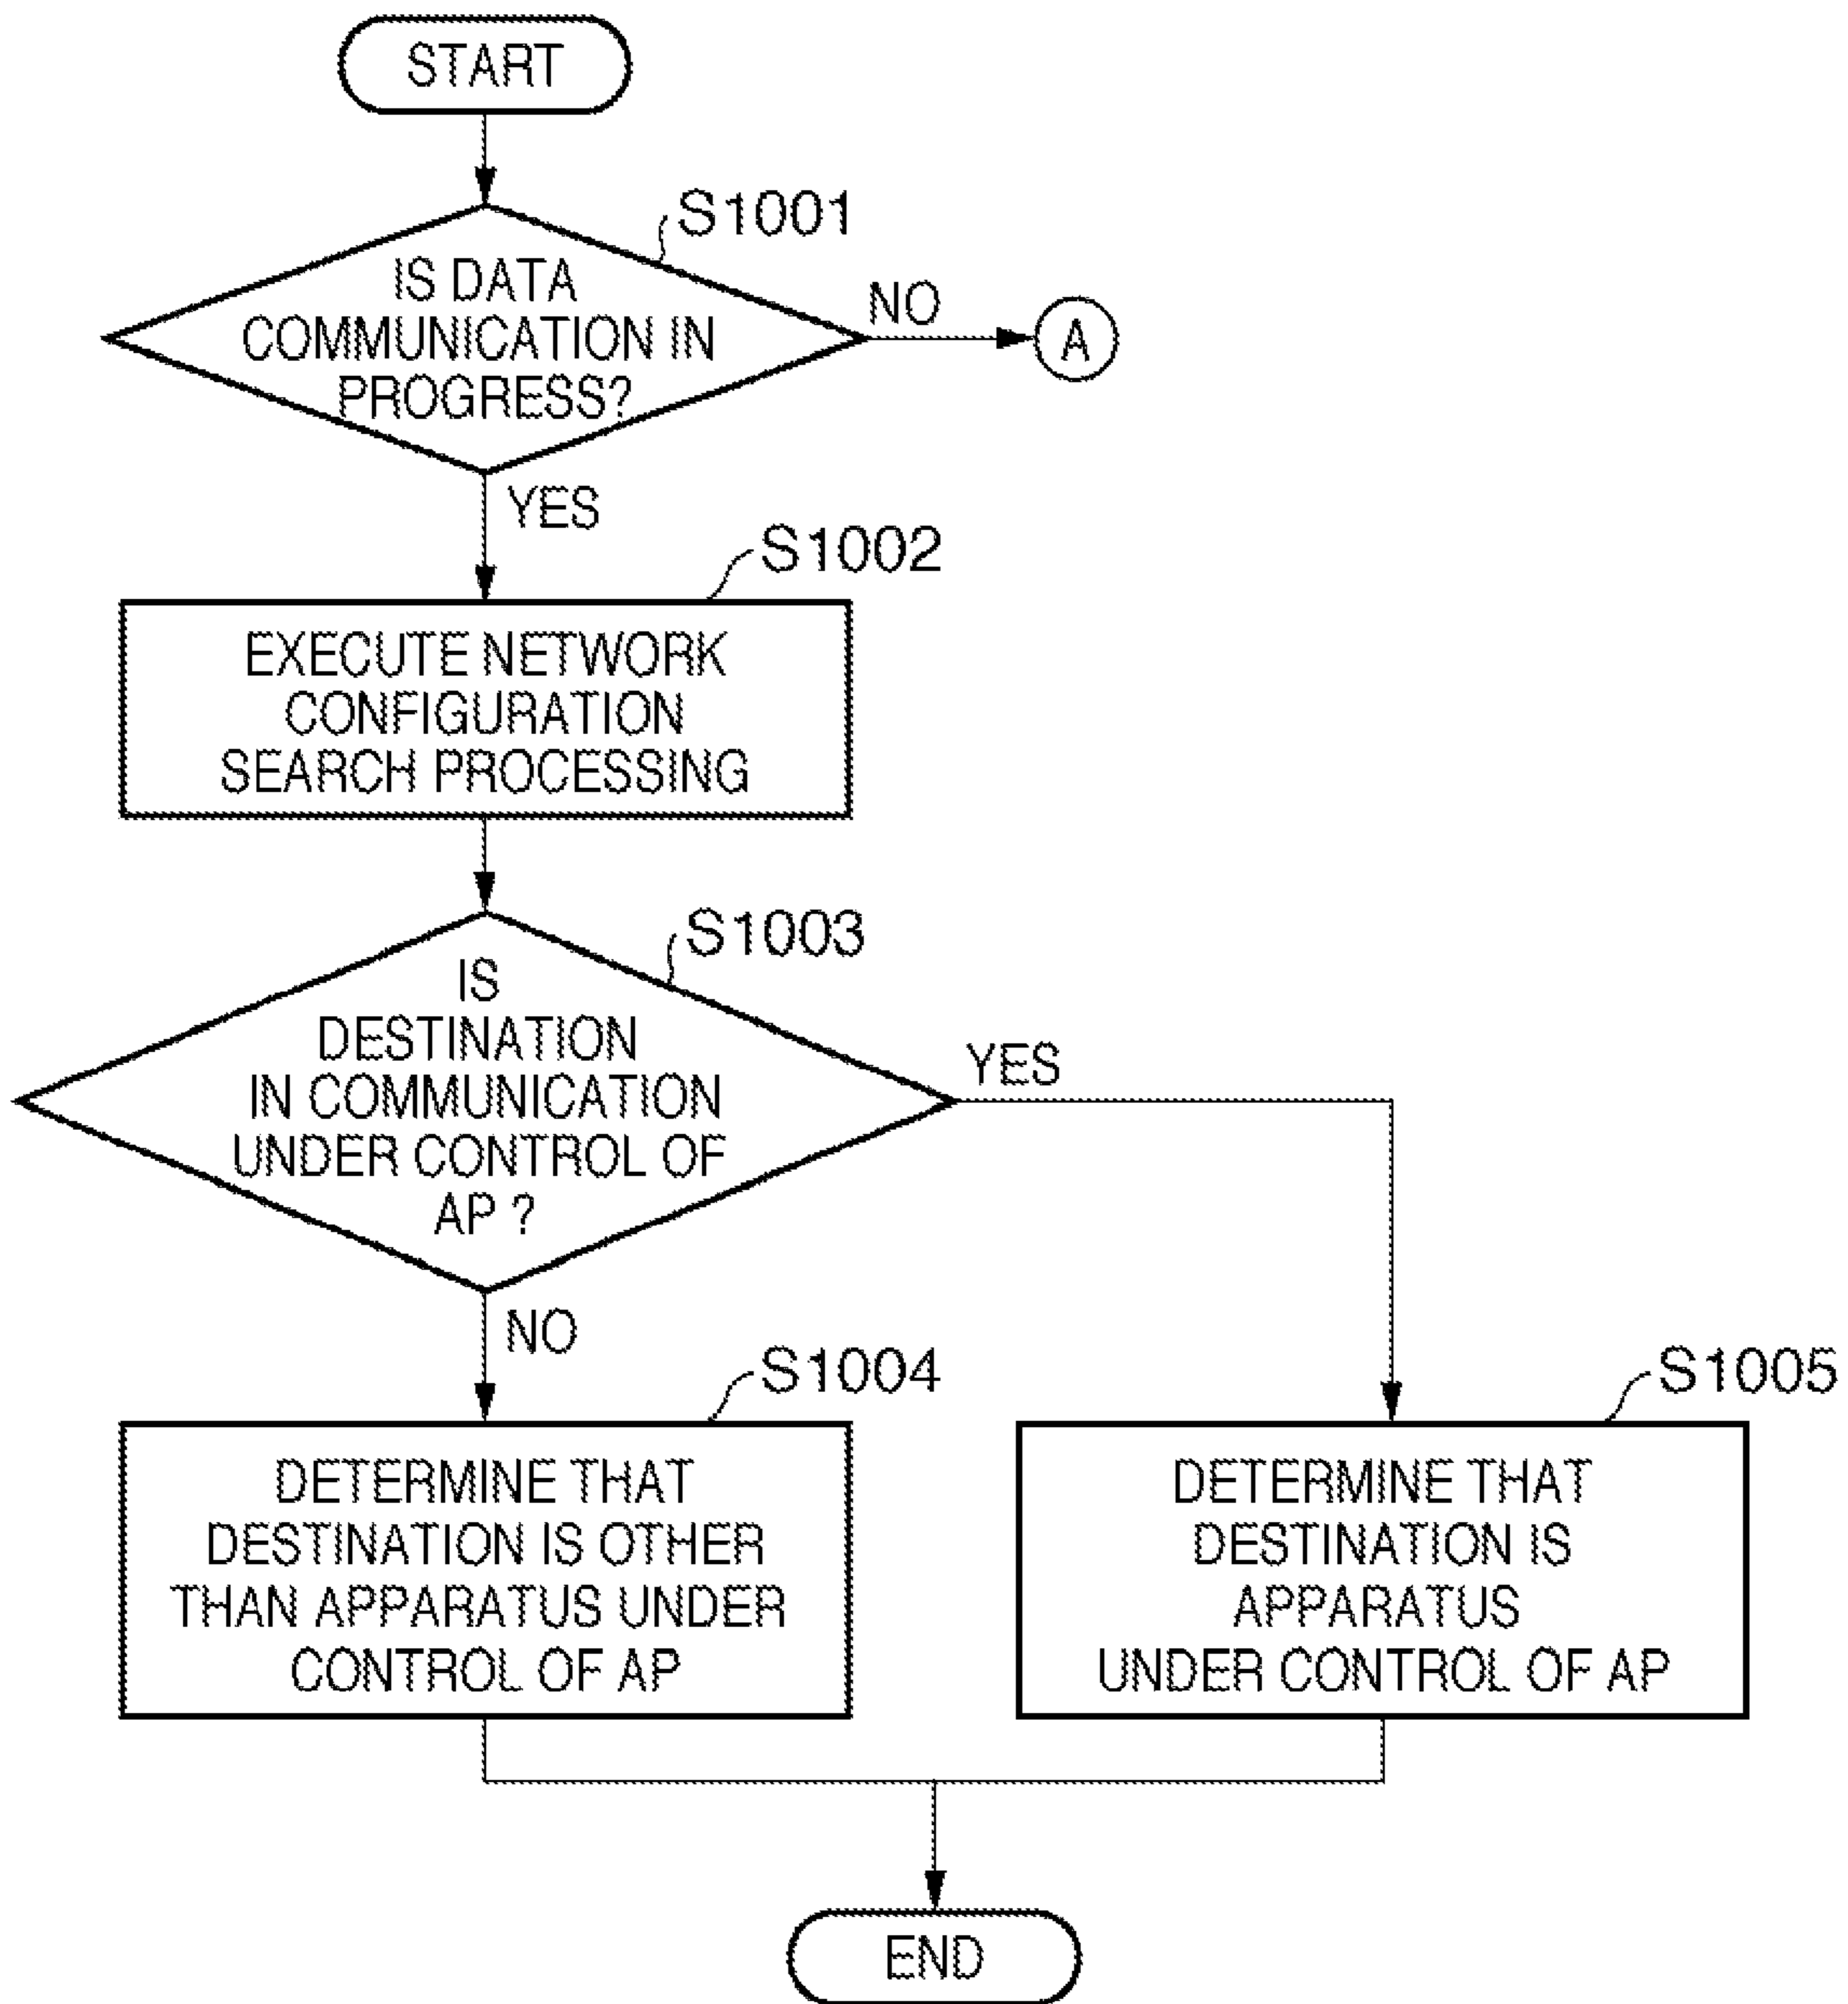 START
S1001
IS DATA
COMMUNICATION IN
PROGRESS?
NO
A
YES
S1002
EXECUTE NETWORK
CONFIGURATION
SEARCH PROCESSING
S1003
IS
DESTINATION
IN COMMUNICATION
UNDER CONTROL OF
AP ?
YES
NO
S1004
DETERMINE THAT
DESTINATION IS OTHER
THAN APPARATUS UNDER
CONTROL OF AP
S1005
DETERMINE THAT
DESTINATION IS
APPARATUS
UNDER CONTROL OF AP
END